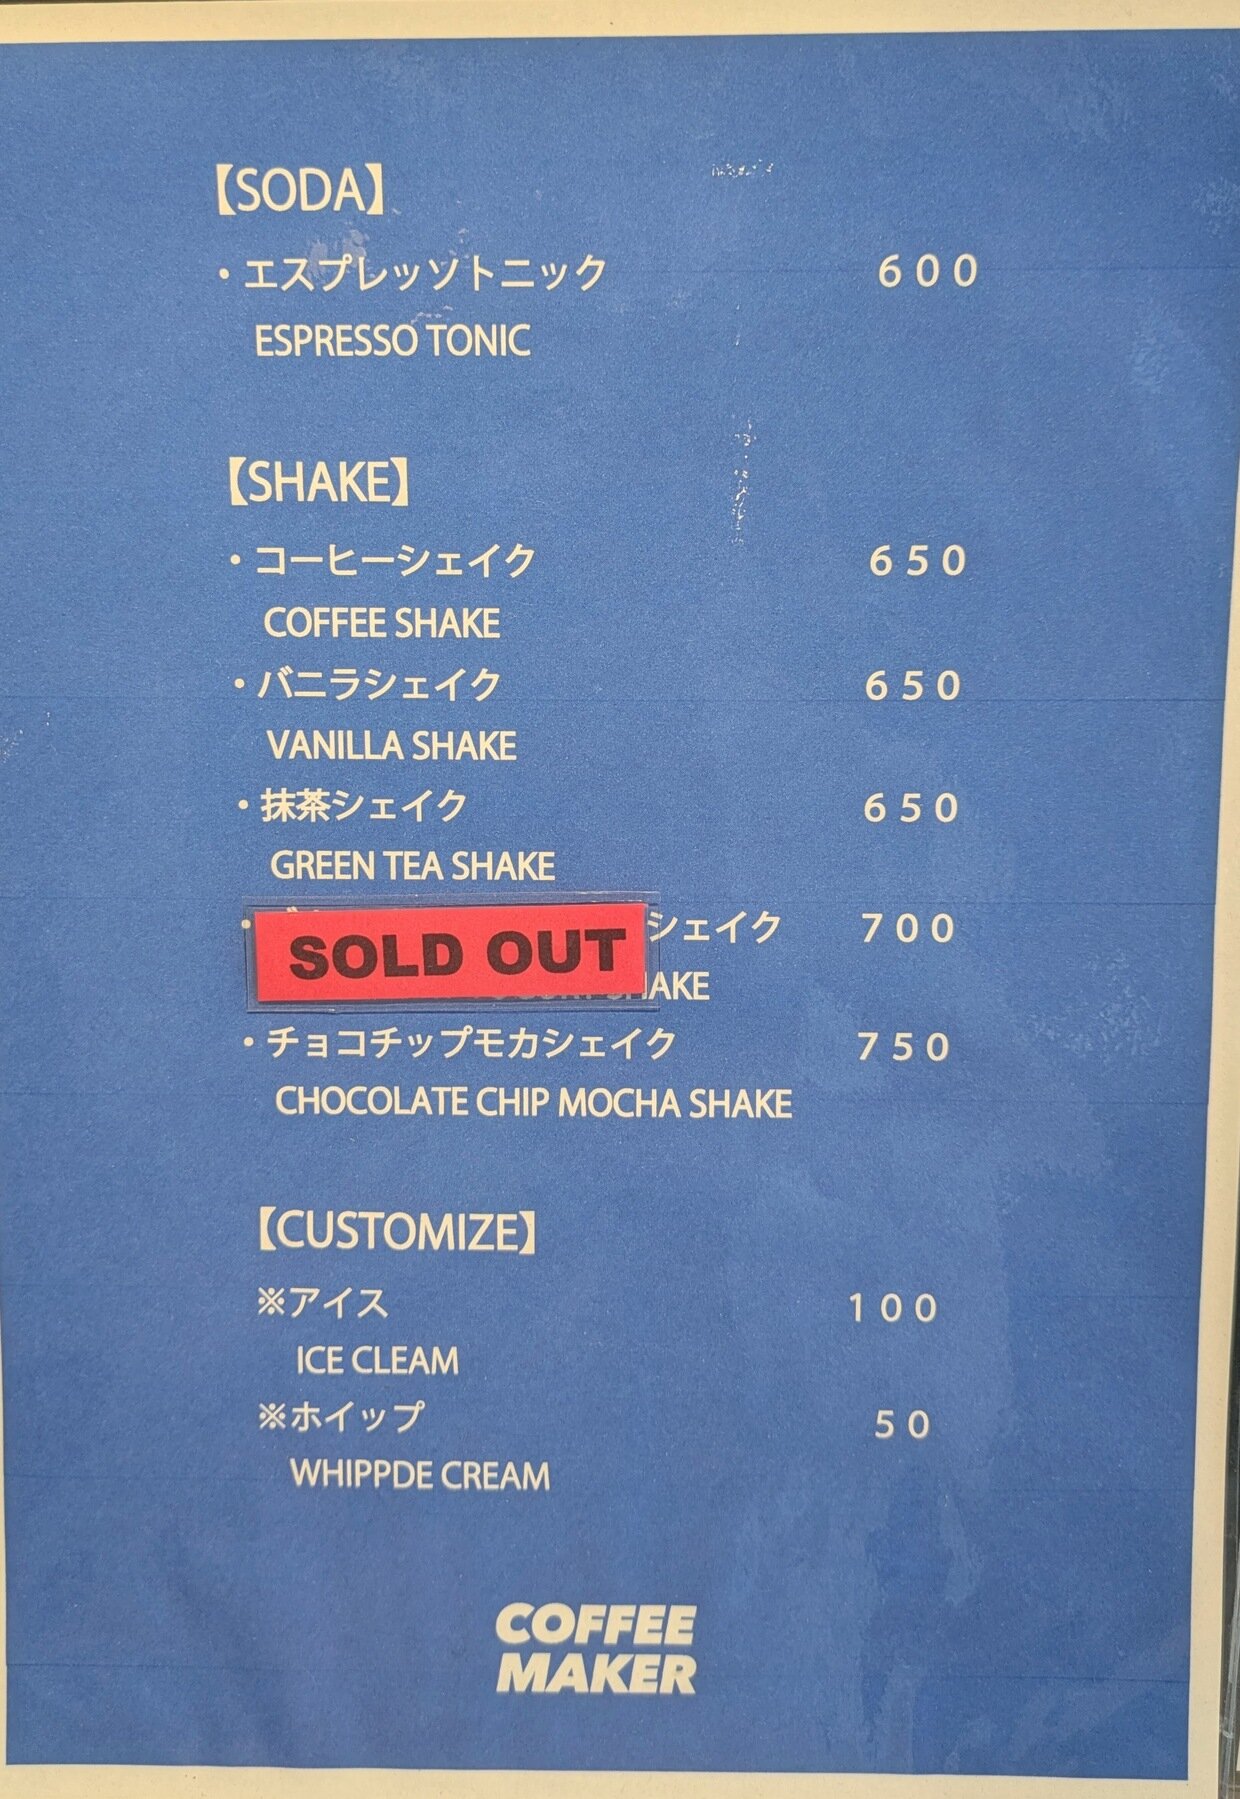 【SODA】
・エスプレッソトニック 600
ESPRESSO TONIC
【SHAKE】
・コーヒーシェイク 650
COFFEE SHAKE
・バニラシェイク 650
VANILLA SHAKE
・抹茶シェイク 650
GREEN TEA SHAKE
SOLD OUT
シェイク 700
・チョコチップモカシェイク 750
CHOCOLATE CHIP MOCHA SHAKE
【CUSTOMIZE】
※アイス 100
ICE CLEAM
※ホイップ 50
WHIPPDE CREAM
COFFEE
MAKER